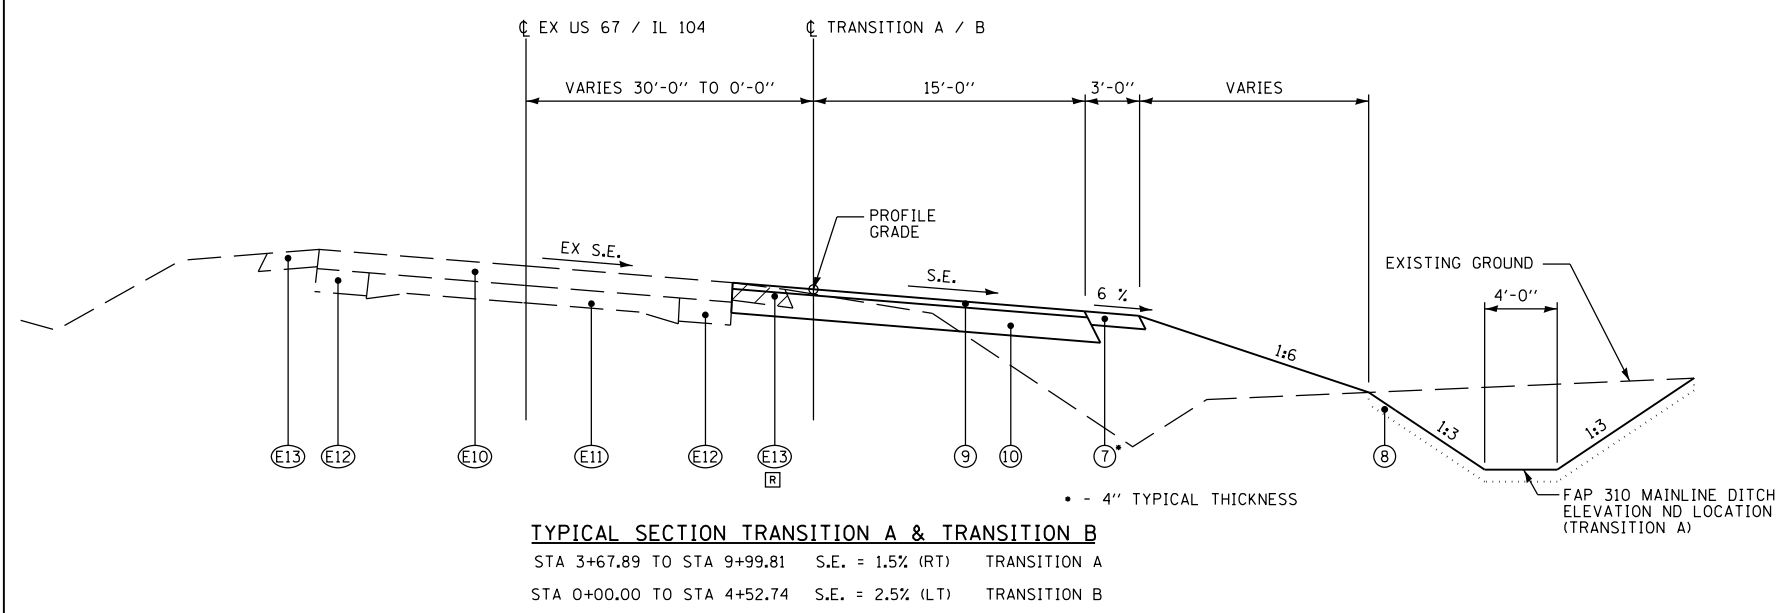 ℄ EX US 67 / IL 104
℄ TRANSITION A / B
VARIES 30'-0" TO 0'-0"
15'-0"
3'-0"
VARIES
PROFILE
GRADE
EX S.E.
S.E.
6 %
EXISTING GROUND
4'-0"
1:6
1:3
1:3
E13
E12
E10
E11
E12
E13
R
9
10
7*
8
* - 4" TYPICAL THICKNESS
FAP 310 MAINLINE DITCH
ELEVATION ND LOCATION
(TRANSITION A)
TYPICAL SECTION TRANSITION A & TRANSITION B
STA 3+67.89 TO STA 9+99.81 S.E. = 1.5% (RT) TRANSITION A
STA 0+00.00 TO STA 4+52.74 S.E. = 2.5% (LT) TRANSITION B